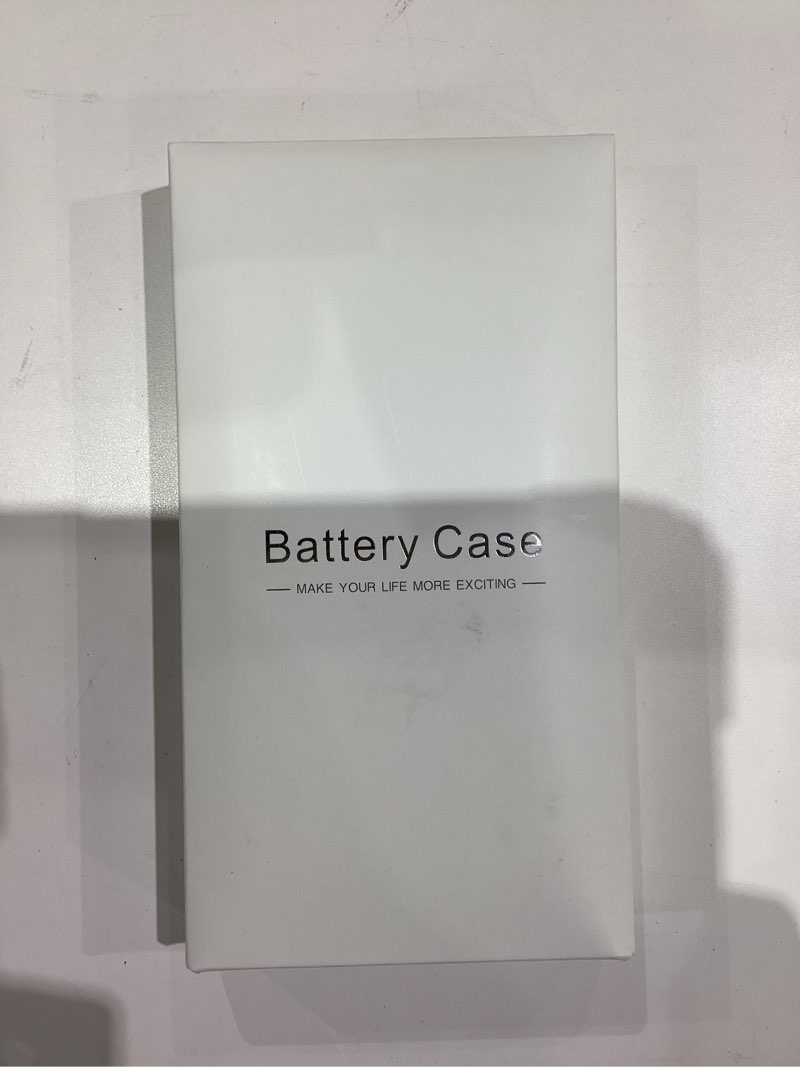 Battery Case
— MAKE YOUR LIFE MORE EXCITING —